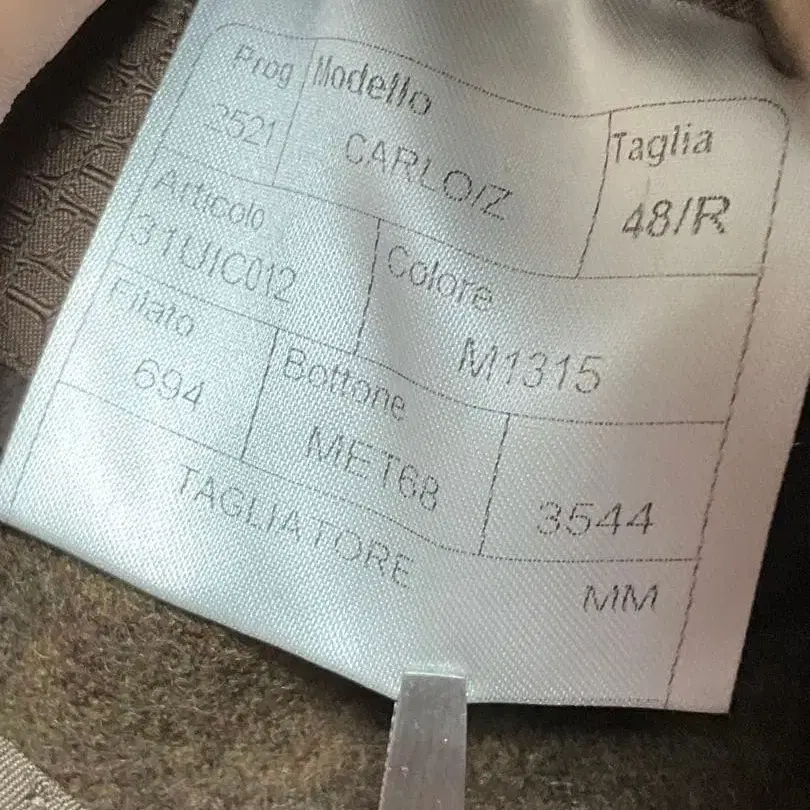 Prog Modello Taglia
2521 CARLO/Z 48/R
Articolo Colore
31UIC012 M1315
Filato Bottone
694 MET68 3544
TAGLIATORE MM